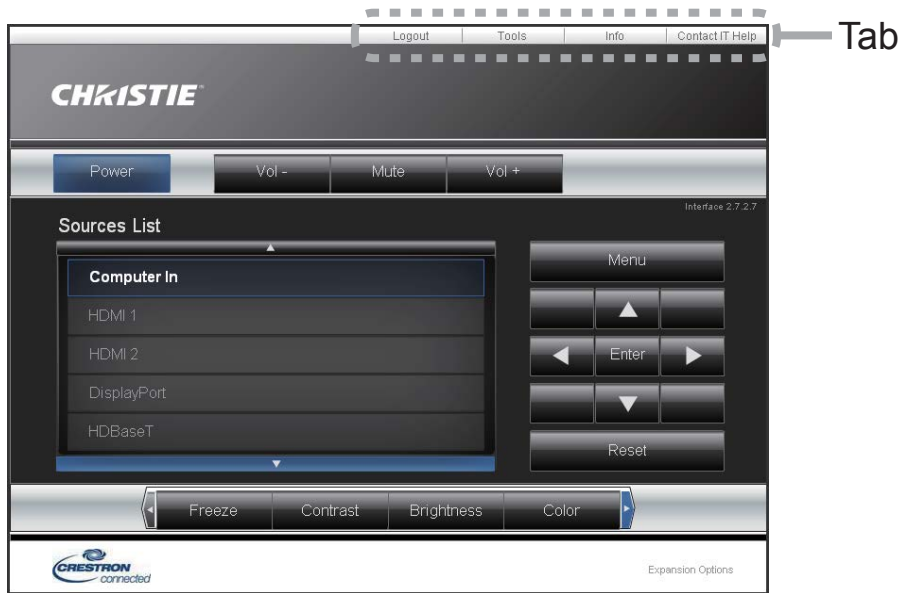 Logout Tools Info Contact IT Help
Tab
CHRISTIE
Power Vol - Mute Vol +
Interface 2.7.2.7
Sources List
Menu
Computer In
HDMI 1
HDMI 2
Enter
DisplayPort
HDBaseT
Reset
Freeze Contrast Brightness Color
CRESTRON
connected
Expansion Options